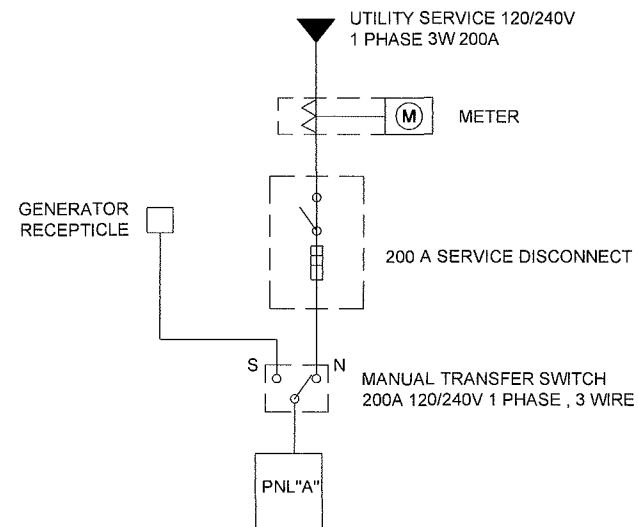 UTILITY SERVICE 120/240V
1 PHASE 3W 200A
M
METER
GENERATOR
RECEPTICLE
200 A SERVICE DISCONNECT
S
N
MANUAL TRANSFER SWITCH
200A 120/240V 1 PHASE , 3 WIRE
PNL"A"